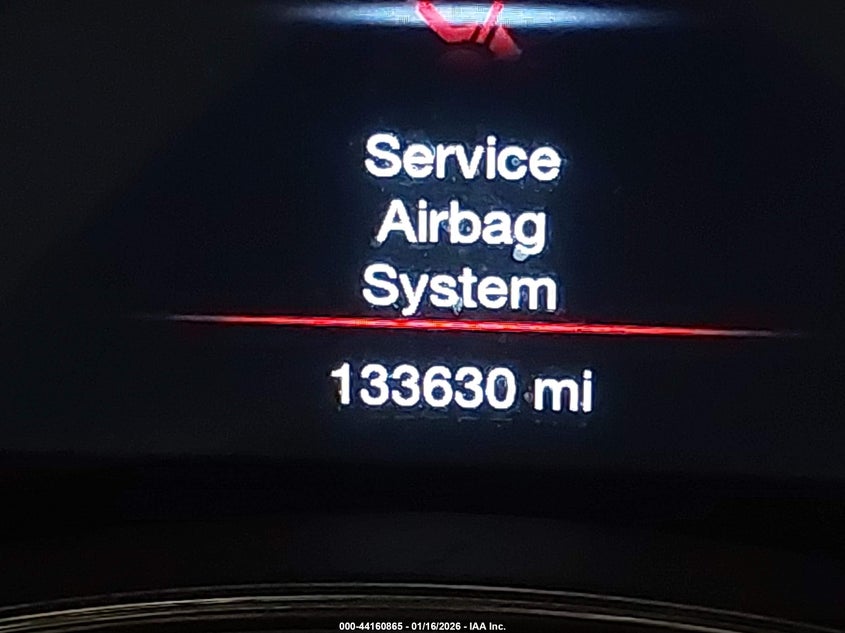 Service
Airbag
System
133630 mi
000-44160865 - 01/16/2026 - IAA Inc.